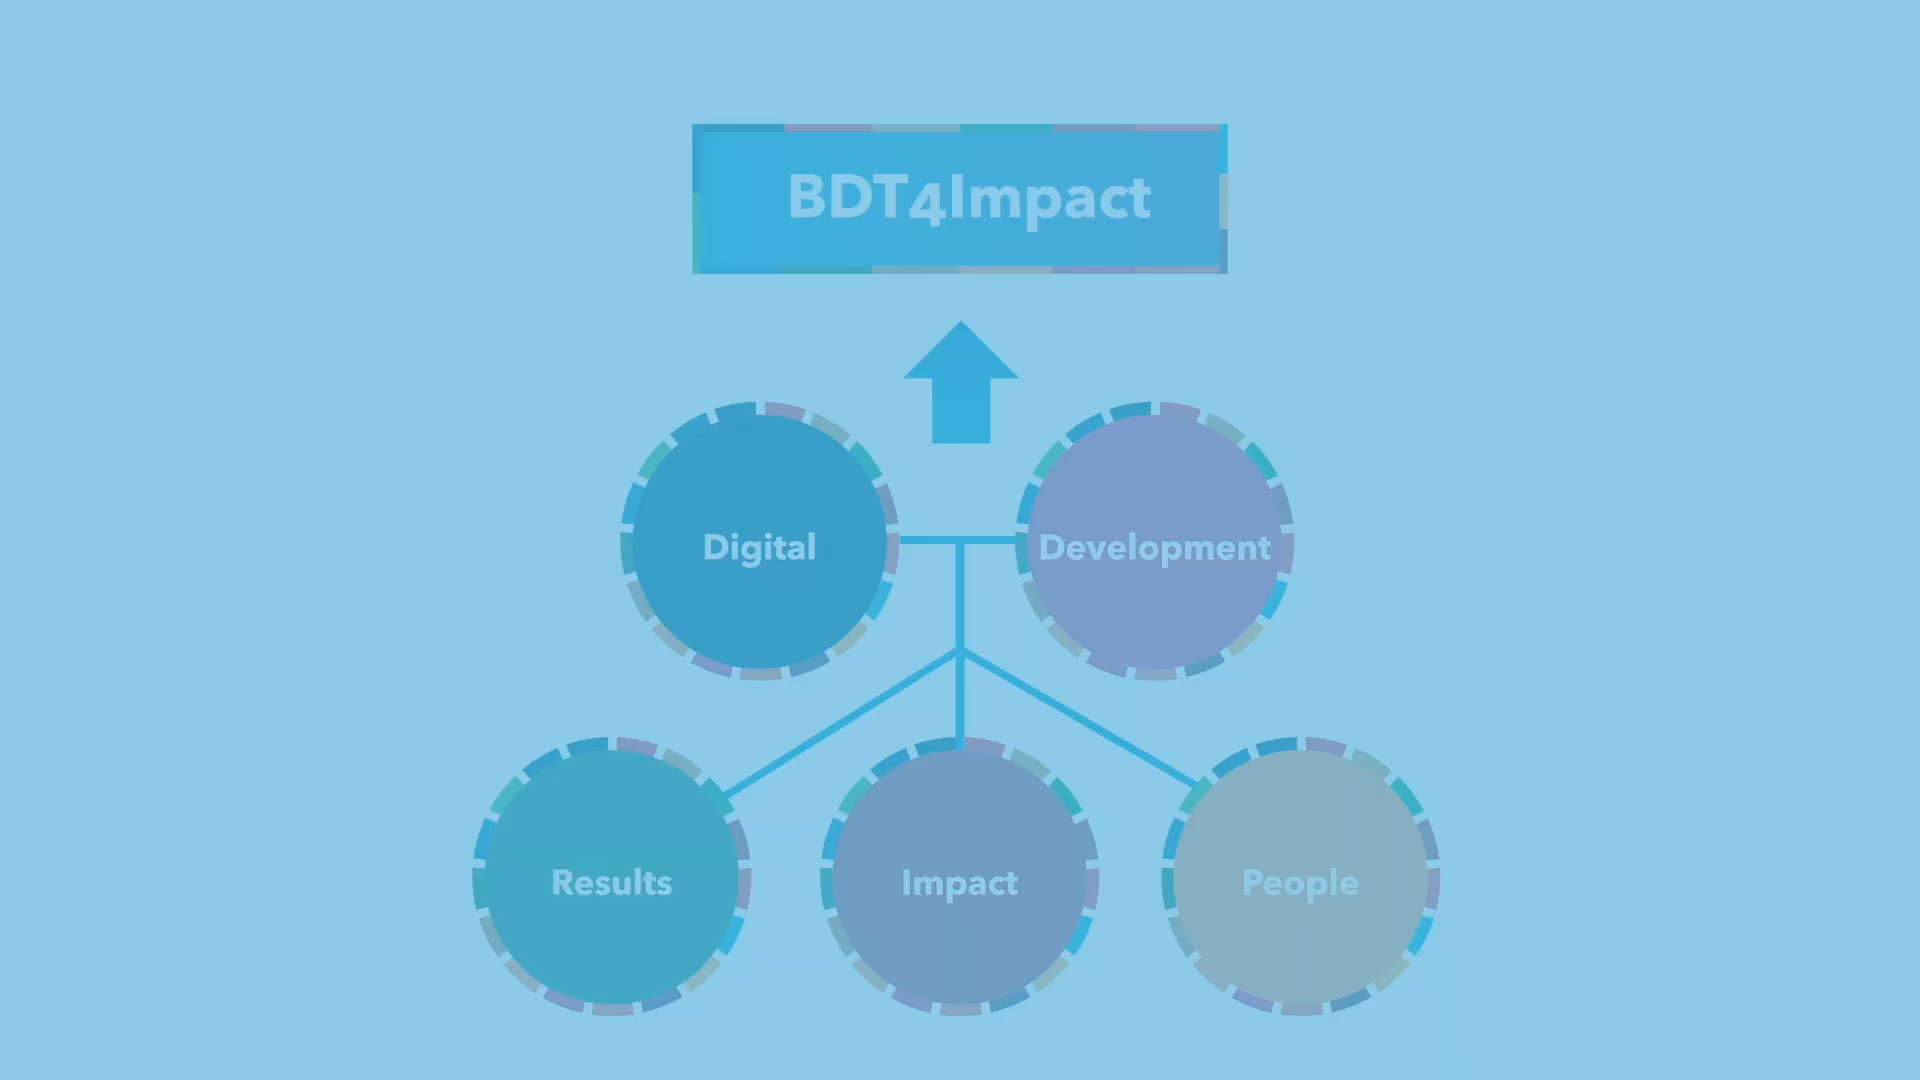 BDT4Impact
Digital
Development
Results
Impact
People